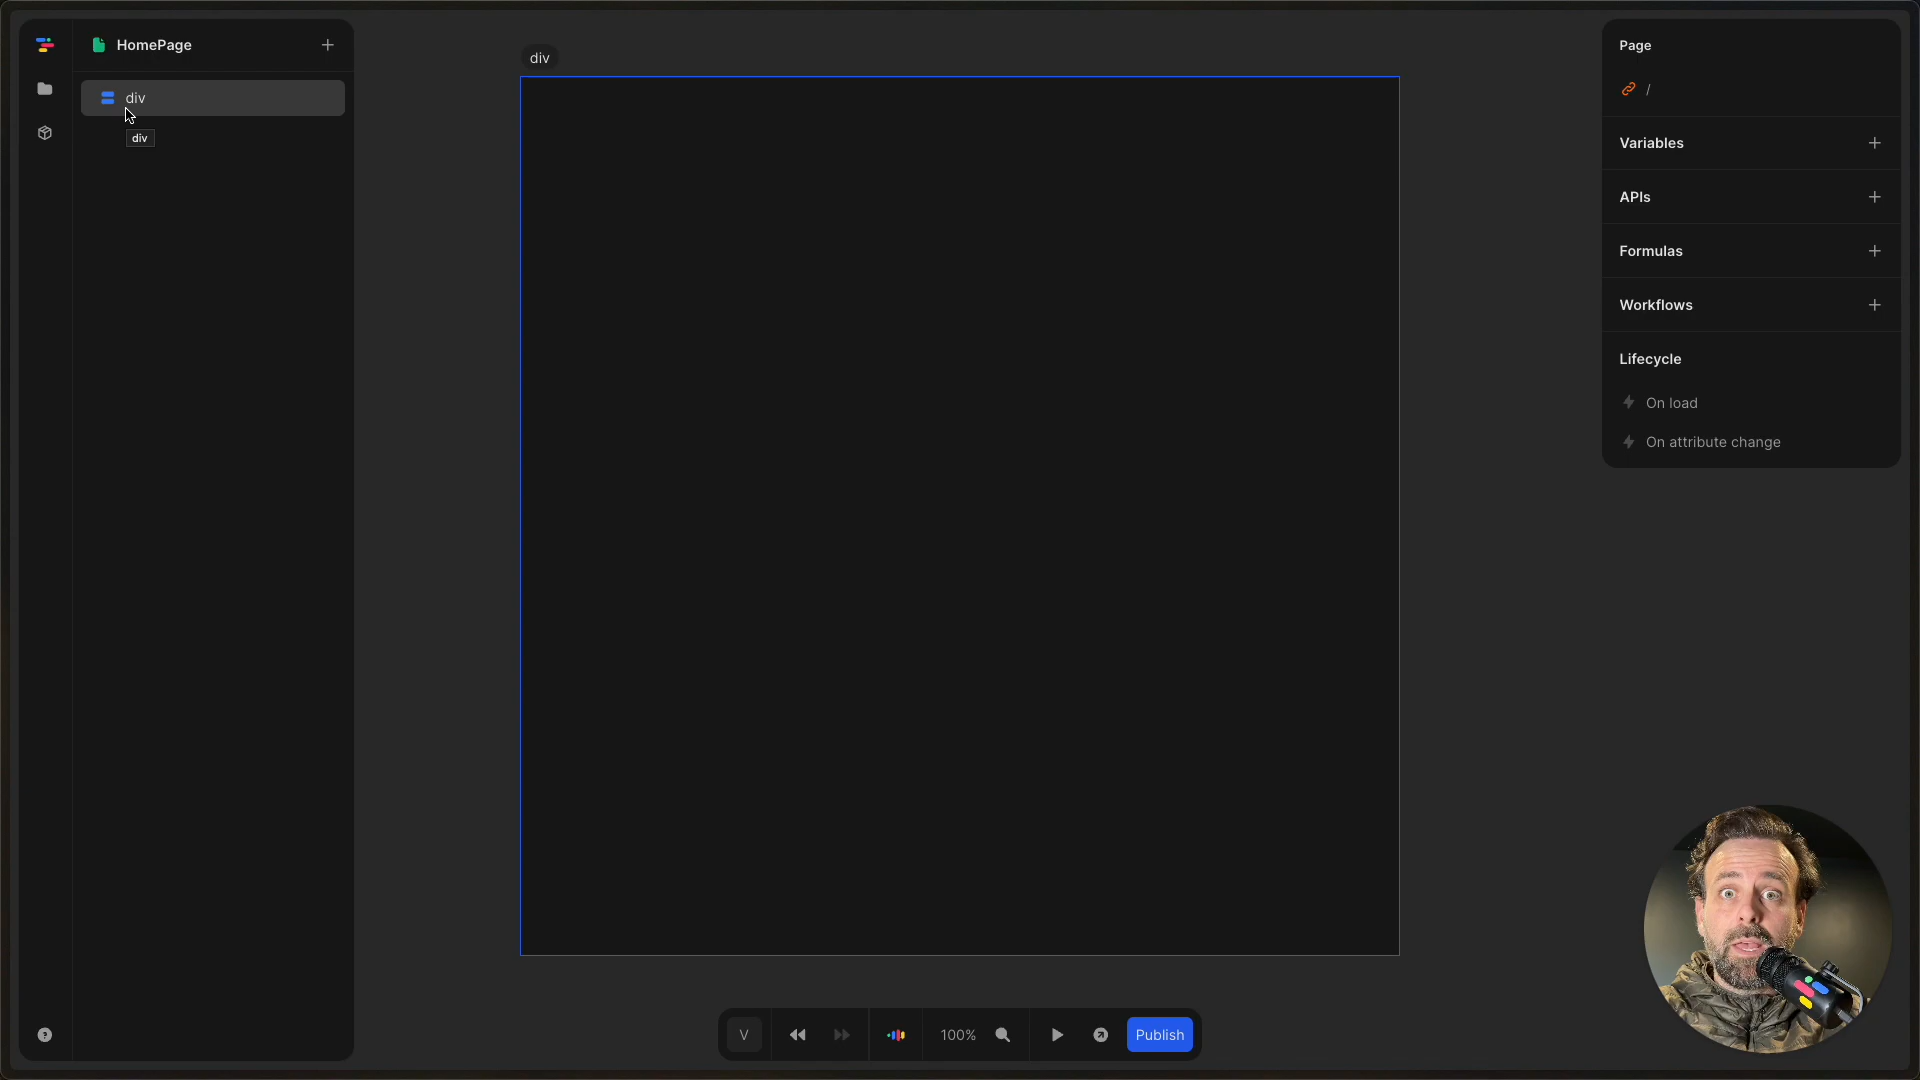 HomePage
div
div
div
Page
/
Variables
APIs
Formulas
Workflows
Lifecycle
On load
On attribute change
V
100%
Publish